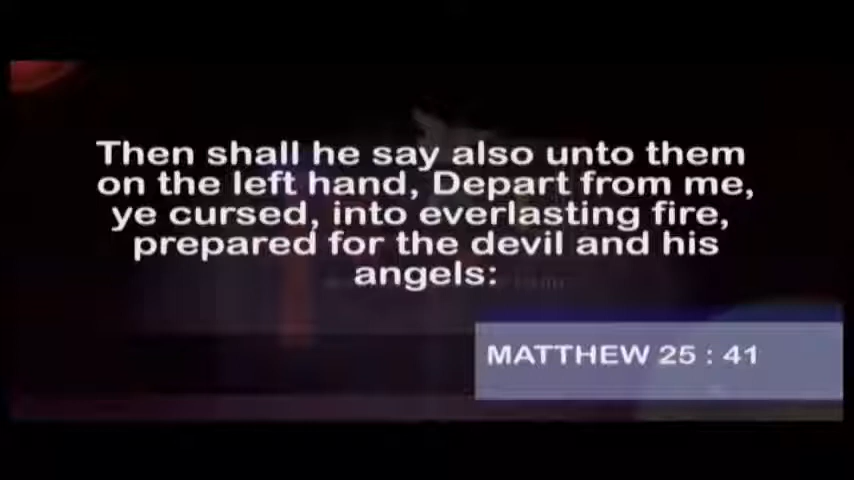 Then shall he say also unto them
on the left hand, Depart from me,
ye cursed, into everlasting fire,
prepared for the devil and his
angels:
MATTHEW 25 : 41